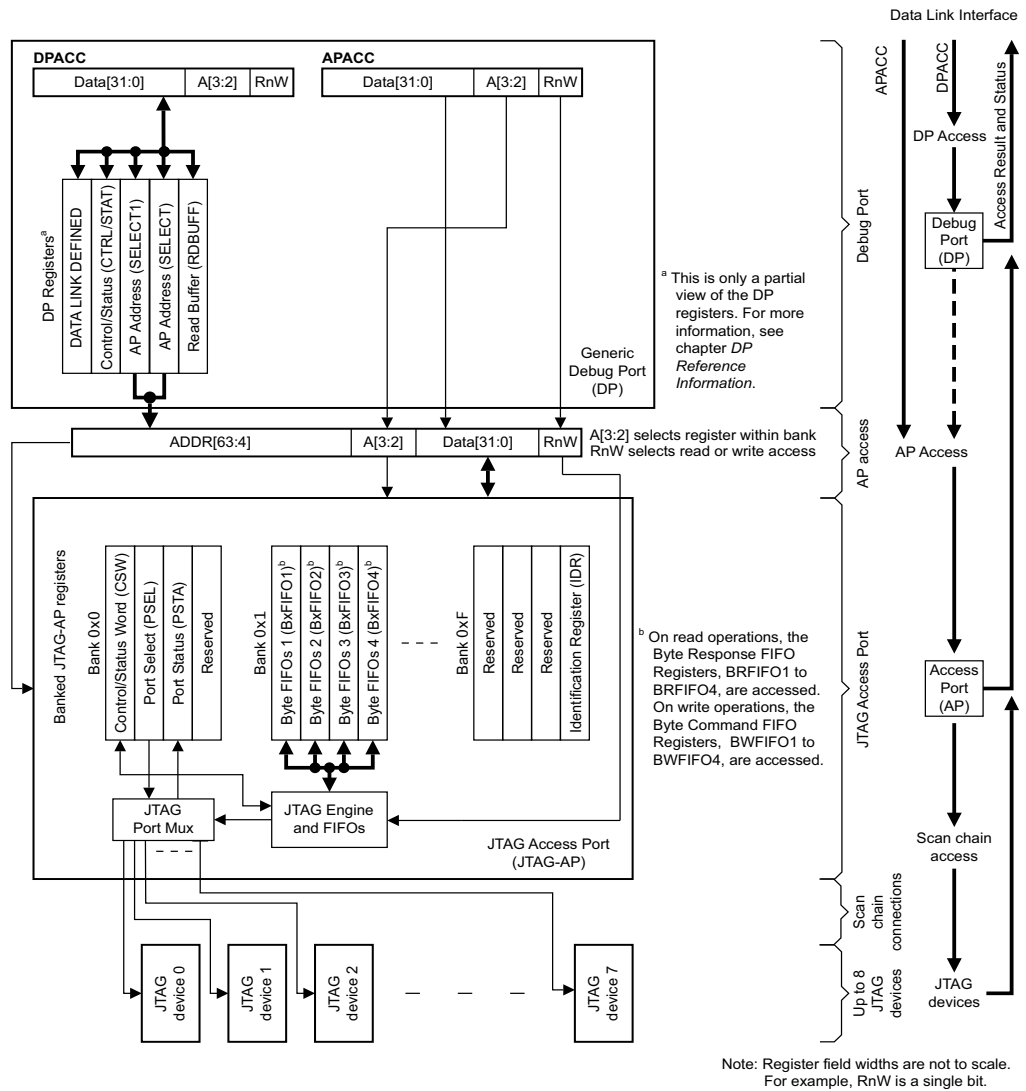 Data Link Interface
DPACC
Data[31:0] A[3:2] RnW
APACC
Data[31:0] A[3:2] RnW
DP Registersᵃ
DATA LINK DEFINED
Control/Status (CTRL/STAT)
AP Address (SELECT1)
AP Address (SELECT)
Read Buffer (RDBUFF)
ᵃ This is only a partial
view of the DP
registers. For more
information, see
chapter DP
Reference
Information.
Generic
Debug Port
(DP)
Debug Port
APACC
DPACC
Access Result and Status
DP Access
Debug
Port
(DP)
ADDR[63:4] A[3:2] Data[31:0] RnW
A[3:2] selects register within bank
RnW selects read or write access
AP access
AP Access
Banked JTAG-AP registers
Bank 0x0
Control/Status Word (CSW)
Port Select (PSEL)
Port Status (PSTA)
Reserved
Bank 0x1
Byte FIFOs 1 (BxFIFO1)ᵇ
Byte FIFOs 2 (BxFIFO2)ᵇ
Byte FIFOs 3 (BxFIFO3)ᵇ
Byte FIFOs 4 (BxFIFO4)ᵇ
Bank 0xF
Reserved
Reserved
Reserved
Identification Register (IDR)
ᵇ On read operations, the
Byte Response FIFO
Registers, BRFIFO1 to
BRFIFO4, are accessed.
On write operations, the
Byte Command FIFO
Registers, BWFIFO1 to
BWFIFO4, are accessed.
JTAG Access Port
Access
Port
(AP)
JTAG
Port Mux
JTAG Engine
and FIFOs
JTAG Access Port
(JTAG-AP)
Scan chain
access
Scan
chain
connections
JTAG
device 0
JTAG
device 1
JTAG
device 2
JTAG
device 7
Up to 8
JTAG
devices
JTAG
devices
Note: Register field widths are not to scale.
For example, RnW is a single bit.